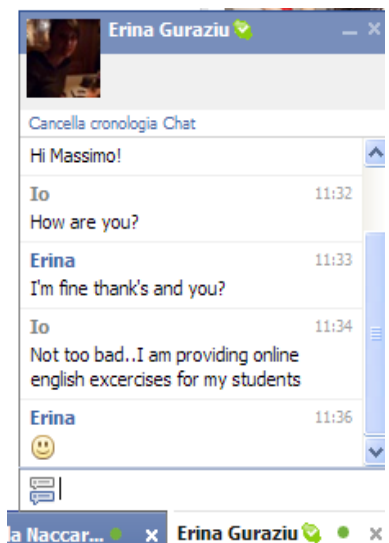 Erina Guraziu
Cancella cronologia Chat
Hi Massimo!
Io 11:32
How are you?
Erina 11:33
I'm fine thank's and you?
Io 11:34
Not too bad..I am providing online
english excercises for my students
Erina 11:36
la Naccar... Erina Guraziu